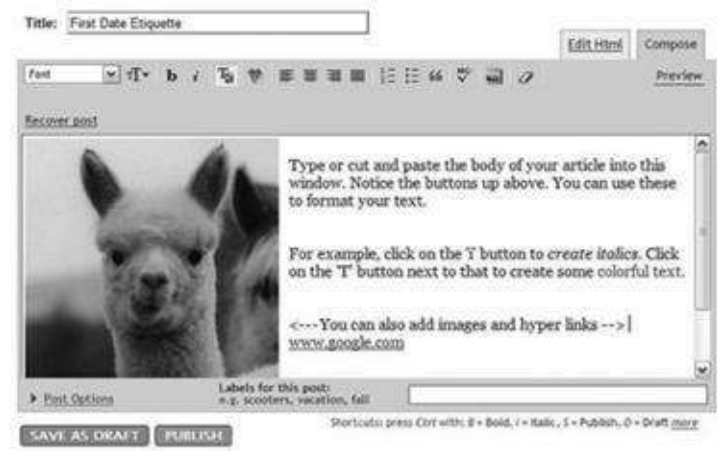 Title: First Date Etiquette
Edit Html Compose
Font T b i T ABC
Preview
Recover post
Type or cut and paste the body of your article into this
window. Notice the buttons up above. You can use these
to format your text.
For example, click on the 'i' button to create italics. Click
on the 'T' button next to that to create some colorful text.
<---You can also add images and hyper links -->|
www.google.com
Post Options
Labels for this post:
e.g. scooters, vacation, fall
Shortcuts: press Ctrl with: B = Bold, I = Italic, S = Publish, D = Draft more
SAVE AS DRAFT PUBLISH